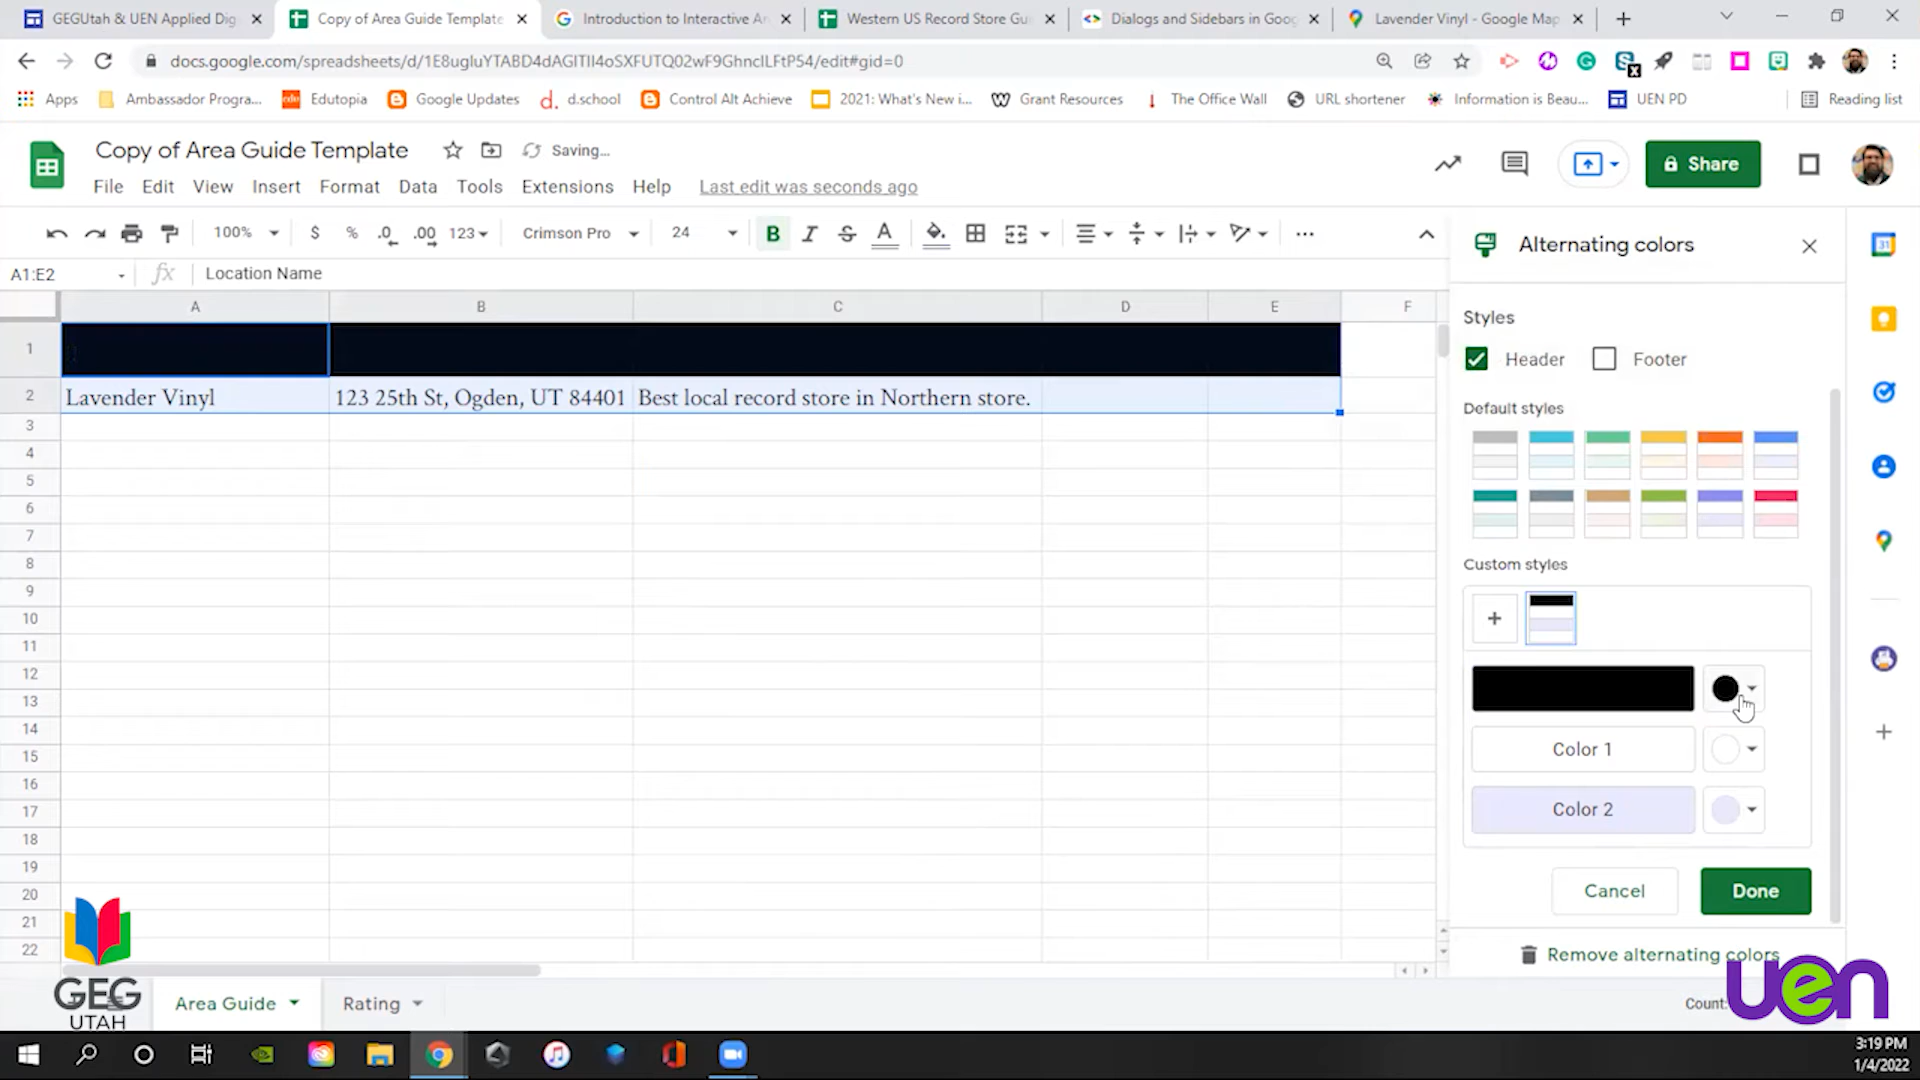 GEGUtah & UEN Applied Dig
Copy of Area Guide Template
Introduction to Interactive Ar
Western US Record Store Gui
Dialogs and Sidebars in Goog
Lavender Vinyl - Google Map
docs.google.com/spreadsheets/d/1E8ugluYTABD4dAGITlI4oSXFUTQ02wF9GhnclLFtP54/edit#gid=0
Apps
Ambassador Progra...
Edutopia
Google Updates
d.school
Control Alt Achieve
2021: What's New i...
Grant Resources
The Office Wall
URL shortener
Information is Beau...
UEN PD
Reading list
Copy of Area Guide Template
Saving...
File Edit View Insert Format Data Tools Extensions Help
Last edit was seconds ago
Share
100%
$ % .0 .00 123
Crimson Pro
24
B I S A
A1:E2
fx
Location Name
A B C D E F
1
2 Lavender Vinyl 123 25th St, Ogden, UT 84401 Best local record store in Northern store.
3
4
5
6
7
8
9
10
11
12
13
14
15
16
17
18
19
20
21
22
Alternating colors
Styles
Header
Footer
Default styles
Custom styles
Color 1
Color 2
Cancel
Done
Remove alternating colors
GEG
UTAH
Area Guide
Rating
Count:
uen
3:19 PM
1/4/2022